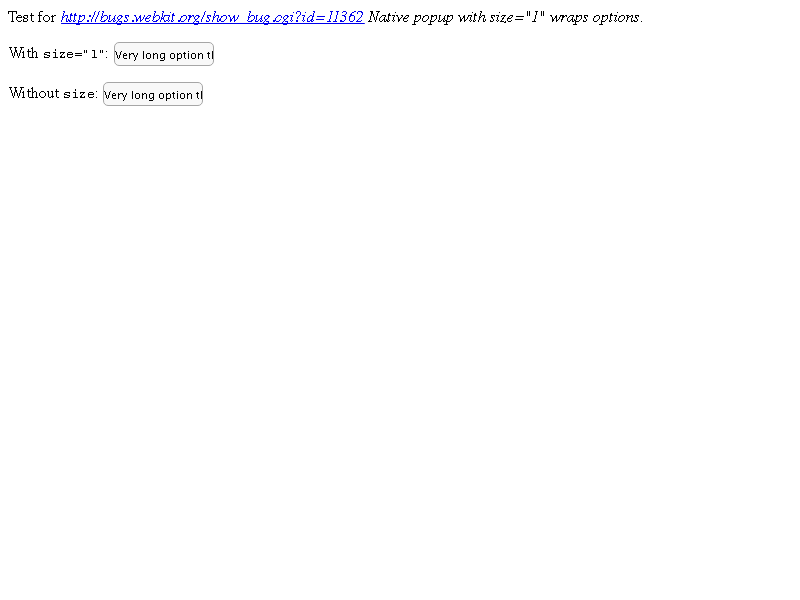 Test for http://bugs.webkit.org/show_bug.cgi?id=11362 Native popup with size="1" wraps options.
With size="1": Very long option tl
Without size: Very long option tl